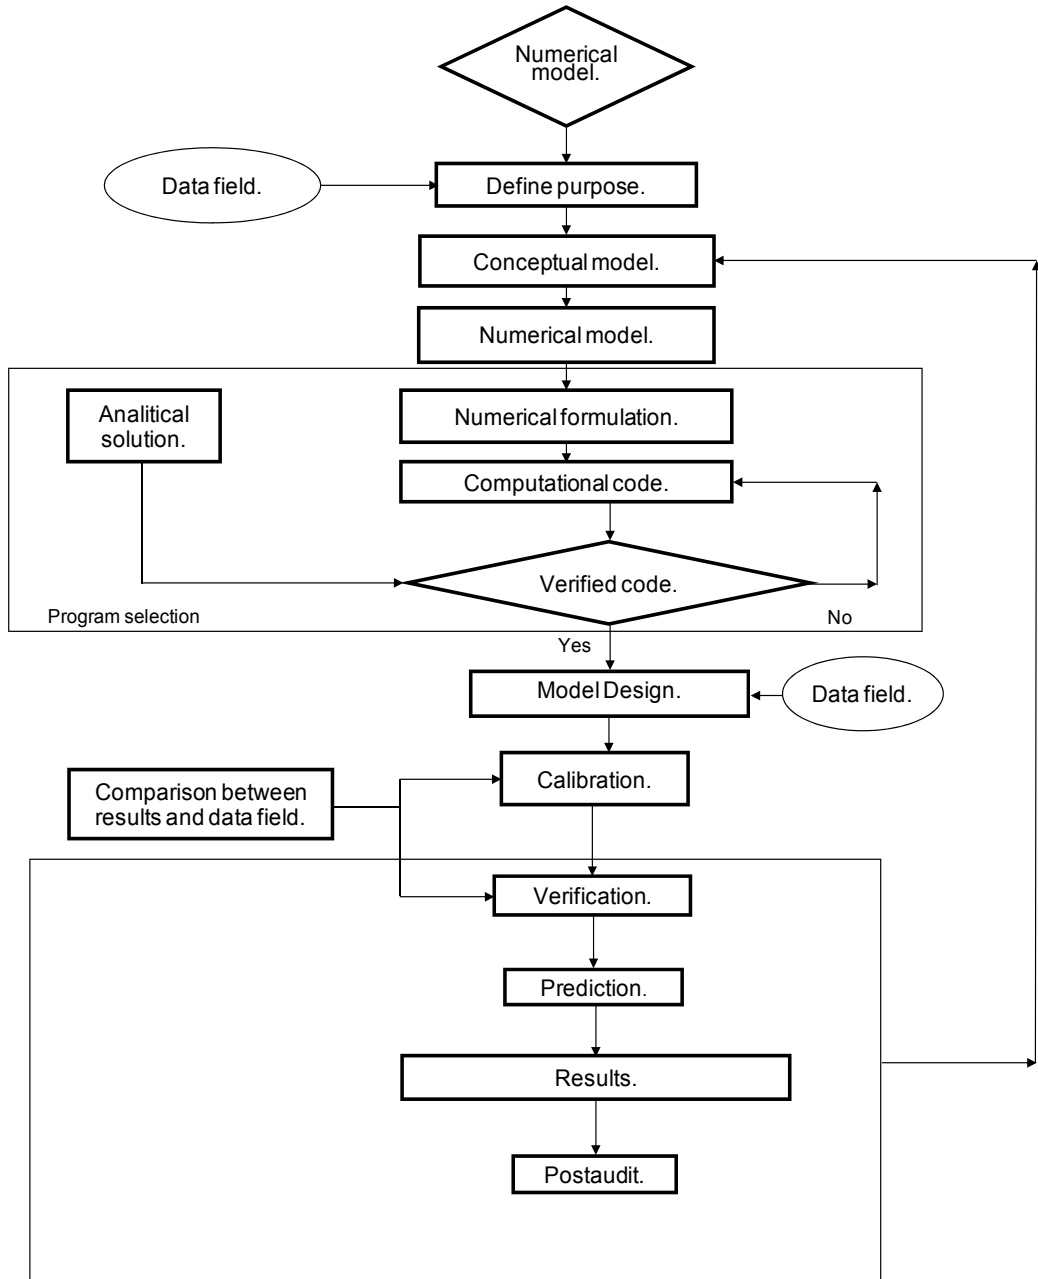 Numerical
model.
Data field.
Define purpose.
Conceptual model.
Numerical model.
Analitical
solution.
Numerical formulation.
Computational code.
Verified code.
Program selection
No
Yes
Model Design.
Data field.
Calibration.
Comparison between
results and data field.
Verification.
Prediction.
Results.
Postaudit.